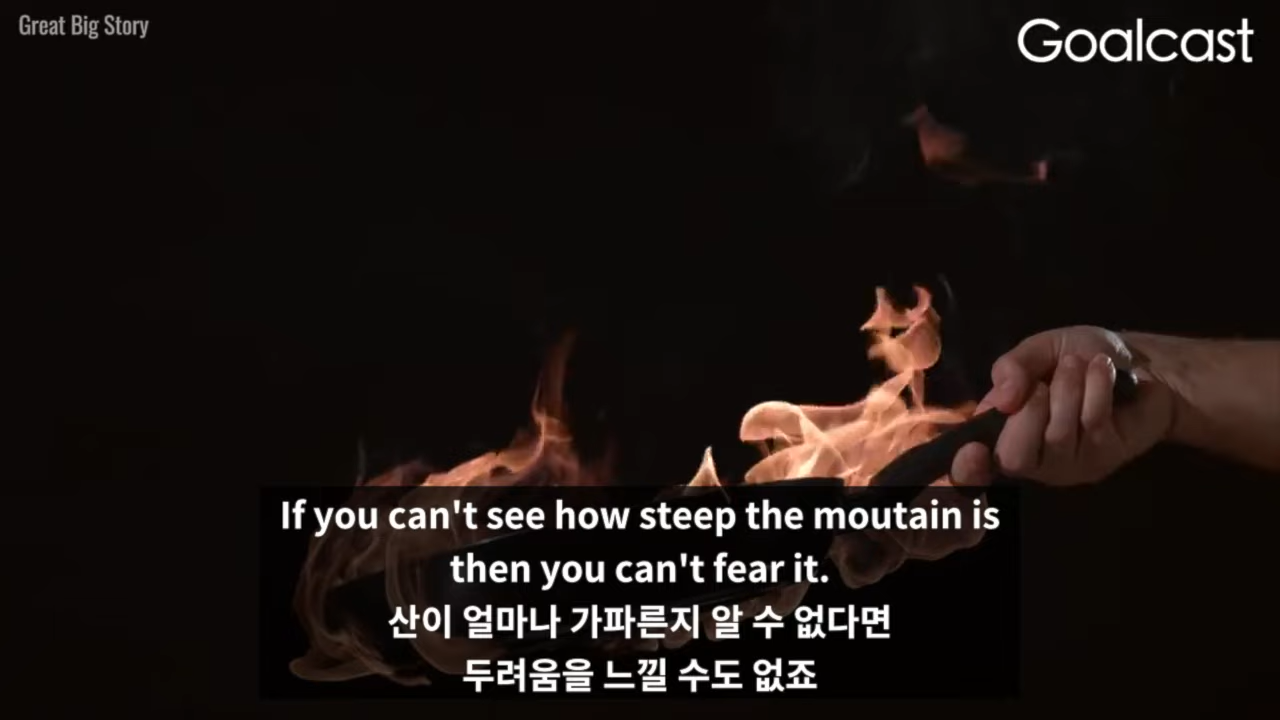 Great Big Story
Goalcast
If you can't see how steep the moutain is
then you can't fear it.
산이 얼마나 가파른지 알 수 없다면
두려움을 느낄 수도 없죠